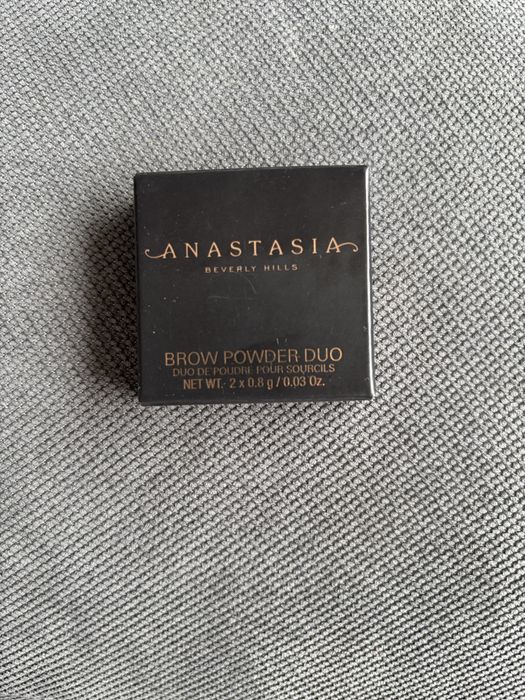 ANASTASIA
BEVERLY HILLS
BROW POWDER DUO
DUO DE POUDRE POUR SOURCILS
NET WT. 2 x 0.8 g / 0.03 Oz.